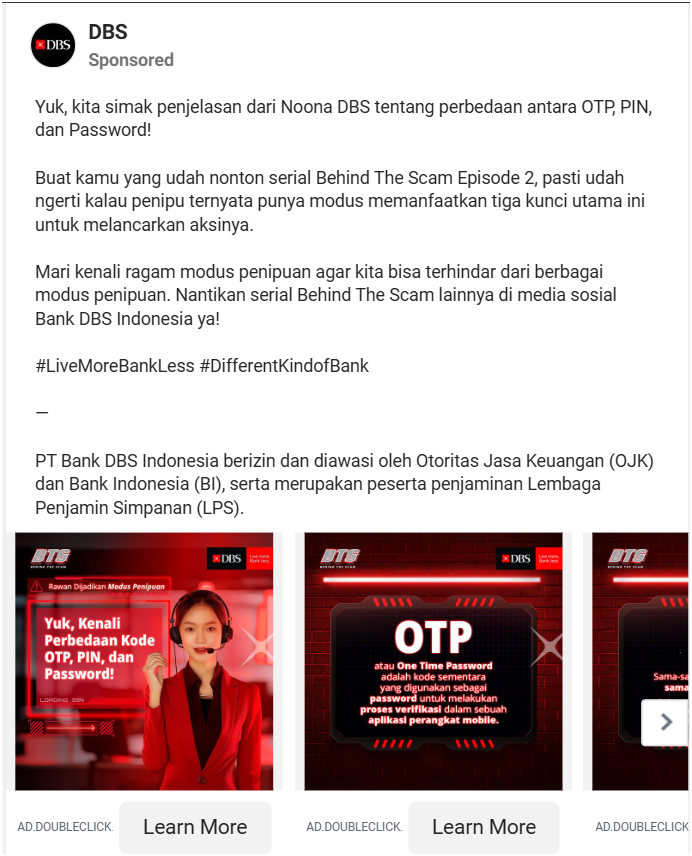 DBS
DBS
Sponsored
Yuk, kita simak penjelasan dari Noona DBS tentang perbedaan antara OTP, PIN,
dan Password!
Buat kamu yang udah nonton serial Behind The Scam Episode 2, pasti udah
ngerti kalau penipu ternyata punya modus memanfaatkan tiga kunci utama ini
untuk melancarkan aksinya.
Mari kenali ragam modus penipuan agar kita bisa terhindar dari berbagai
modus penipuan. Nantikan serial Behind The Scam lainnya di media sosial
Bank DBS Indonesia ya!
#LiveMoreBankLess #DifferentKindofBank
—
PT Bank DBS Indonesia berizin dan diawasi oleh Otoritas Jasa Keuangan (OJK)
dan Bank Indonesia (BI), serta merupakan peserta penjaminan Lembaga
Penjamin Simpanan (LPS).
BTS
BEHIND THE SCAM
DBS
Live more,
Bank less
Rawan Dijadikan Modus Penipuan
Yuk, Kenali
Perbedaan Kode
OTP, PIN, dan
Password!
LOADING 33%
AD.DOUBLECLICK.
Learn More
BTS
BEHIND THE SCAM
DBS
Live more,
Bank less
OTP
atau One Time Password
adalah kode sementara
yang digunakan sebagai
password untuk melakukan
proses verifikasi dalam sebuah
aplikasi perangkat mobile.
AD.DOUBLECLICK.
Learn More
BTS
BEHIND THE SCAM
Sama-sa
sama
AD.DOUBLECLICK